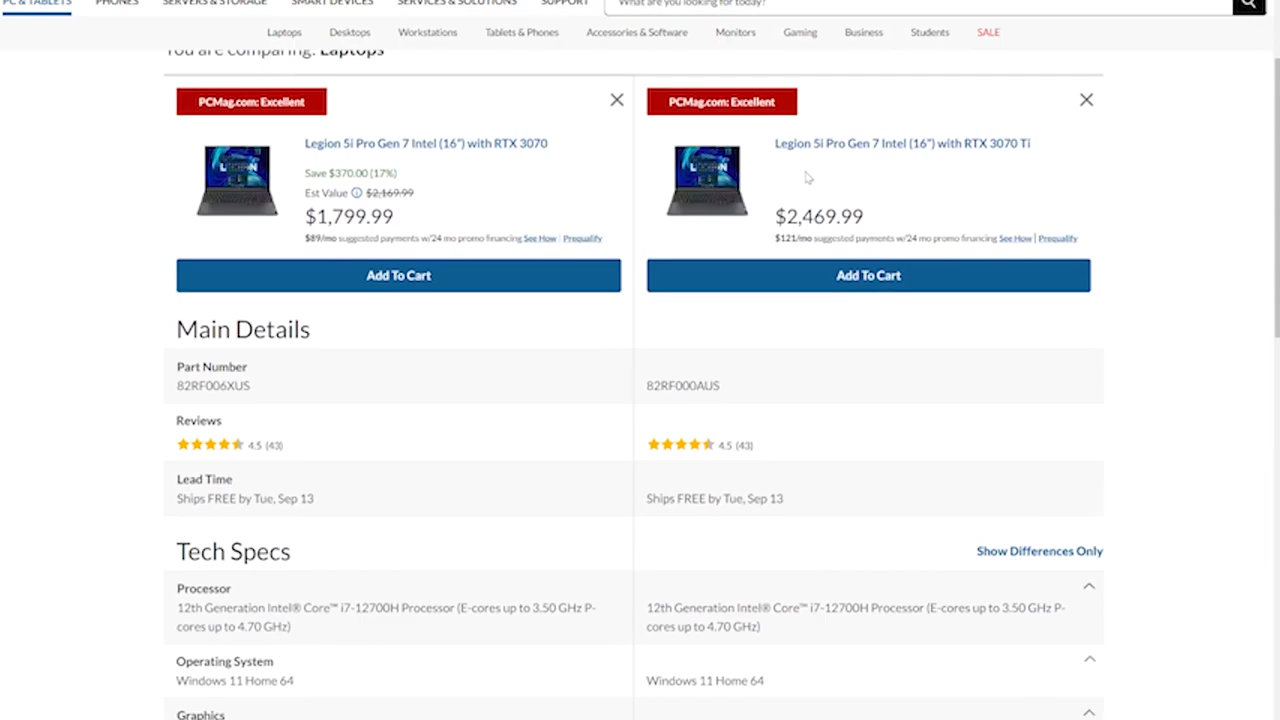 PC & TABLETS PHONES SERVERS & STORAGE SMART DEVICES SERVICES & SOLUTIONS SUPPORT What are you looking for today?
Laptops Desktops Workstations Tablets & Phones Accessories & Software Monitors Gaming Business Students SALE
You are comparing: Laptops
PCMag.com: Excellent
Legion 5i Pro Gen 7 Intel (16") with RTX 3070
Save $370.00 (17%)
Est Value $2,169.99
$1,799.99
$89/mo suggested payments w/24 mo promo financing See How | Prequalify
Add To Cart
PCMag.com: Excellent
Legion 5i Pro Gen 7 Intel (16") with RTX 3070 Ti
$2,469.99
$121/mo suggested payments w/24 mo promo financing See How | Prequalify
Add To Cart
Main Details
Part Number
82RF006XUS 82RF000AUS
Reviews
4.5 (43) 4.5 (43)
Lead Time
Ships FREE by Tue, Sep 13 Ships FREE by Tue, Sep 13
Tech Specs Show Differences Only
Processor
12th Generation Intel® Core™ i7-12700H Processor (E-cores up to 3.50 GHz P- 12th Generation Intel® Core™ i7-12700H Processor (E-cores up to 3.50 GHz P-
cores up to 4.70 GHz) cores up to 4.70 GHz)
Operating System
Windows 11 Home 64 Windows 11 Home 64
Graphics